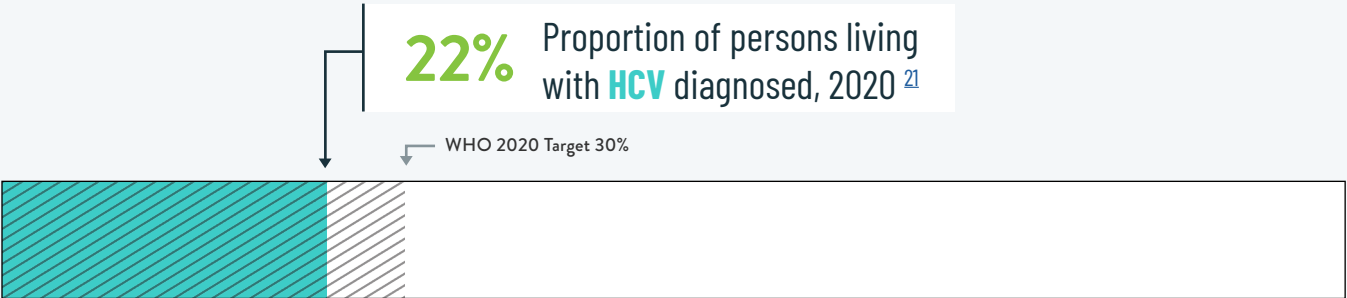 22%
Proportion of persons living
with HCV diagnosed, 2020 21
WHO 2020 Target 30%